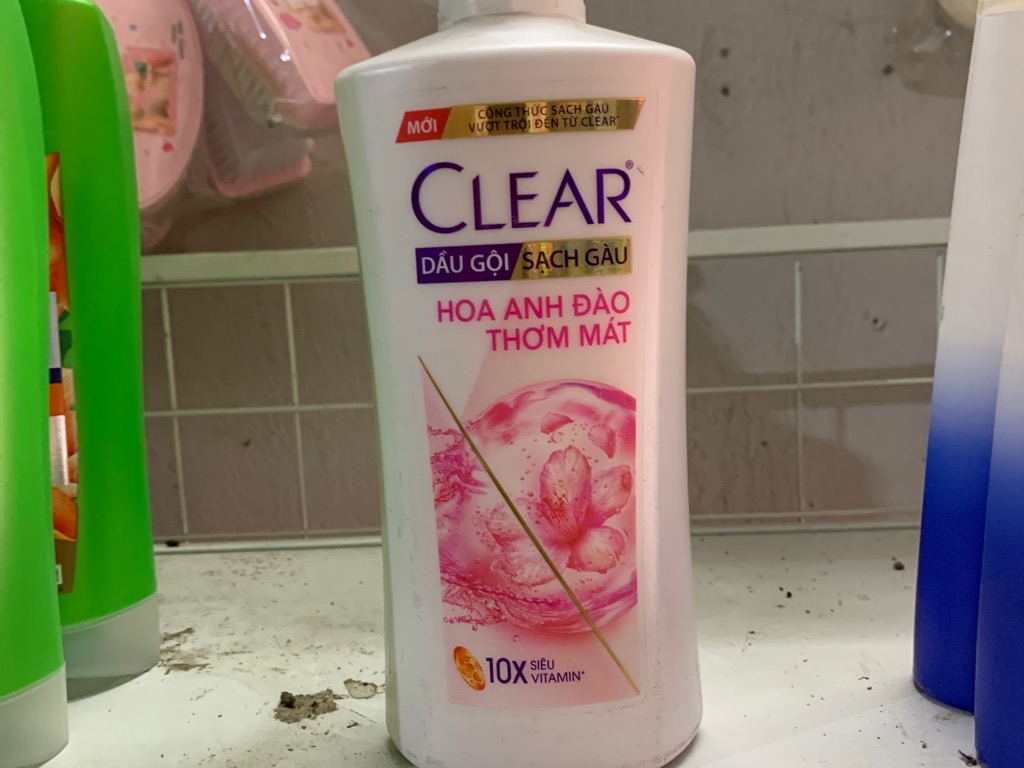 MỚI
CÔNG THỨC SẠCH GÀU
VƯỢT TRỘI ĐẾN TỪ CLEAR*
CLEAR®
DẦU GỘI SẠCH GÀU
HOA ANH ĐÀO
THƠM MÁT
10X SIÊU
VITAMIN*